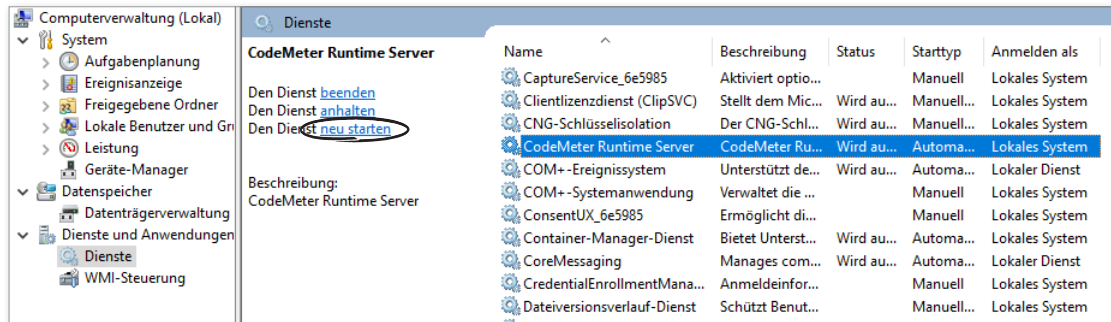 Computerverwaltung (Lokal)
System
Aufgabenplanung
Ereignisanzeige
Freigegebene Ordner
Lokale Benutzer und Gru
Leistung
Geräte-Manager
Datenspeicher
Datenträgerverwaltung
Dienste und Anwendungen
Dienste
WMI-Steuerung
Dienste
CodeMeter Runtime Server
Den Dienst beenden
Den Dienst anhalten
Den Dienst neu starten
Beschreibung:
CodeMeter Runtime Server
Name Beschreibung Status Starttyp Anmelden als
CaptureService_6e5985 Aktiviert optio... Manuell Lokales System
Clientlizenzdienst (ClipSVC) Stellt dem Mic... Wird au... Manuell... Lokales System
CNG-Schlüsselisolation Der CNG-Schl... Wird au... Manuell... Lokales System
CodeMeter Runtime Server CodeMeter Ru... Wird au... Automa... Lokales System
COM+-Ereignissystem Unterstützt de... Wird au... Automa... Lokaler Dienst
COM+-Systemanwendung Verwaltet die ... Manuell Lokales System
ConsentUX_6e5985 Ermöglicht di... Manuell Lokales System
Container-Manager-Dienst Bietet Unterst... Wird au... Automa... Lokales System
CoreMessaging Manages com... Wird au... Automa... Lokaler Dienst
CredentialEnrollmentMana... Anmeldeinfor... Manuell Lokales System
Dateiversionsverlauf-Dienst Schützt Benut... Manuell... Lokales System